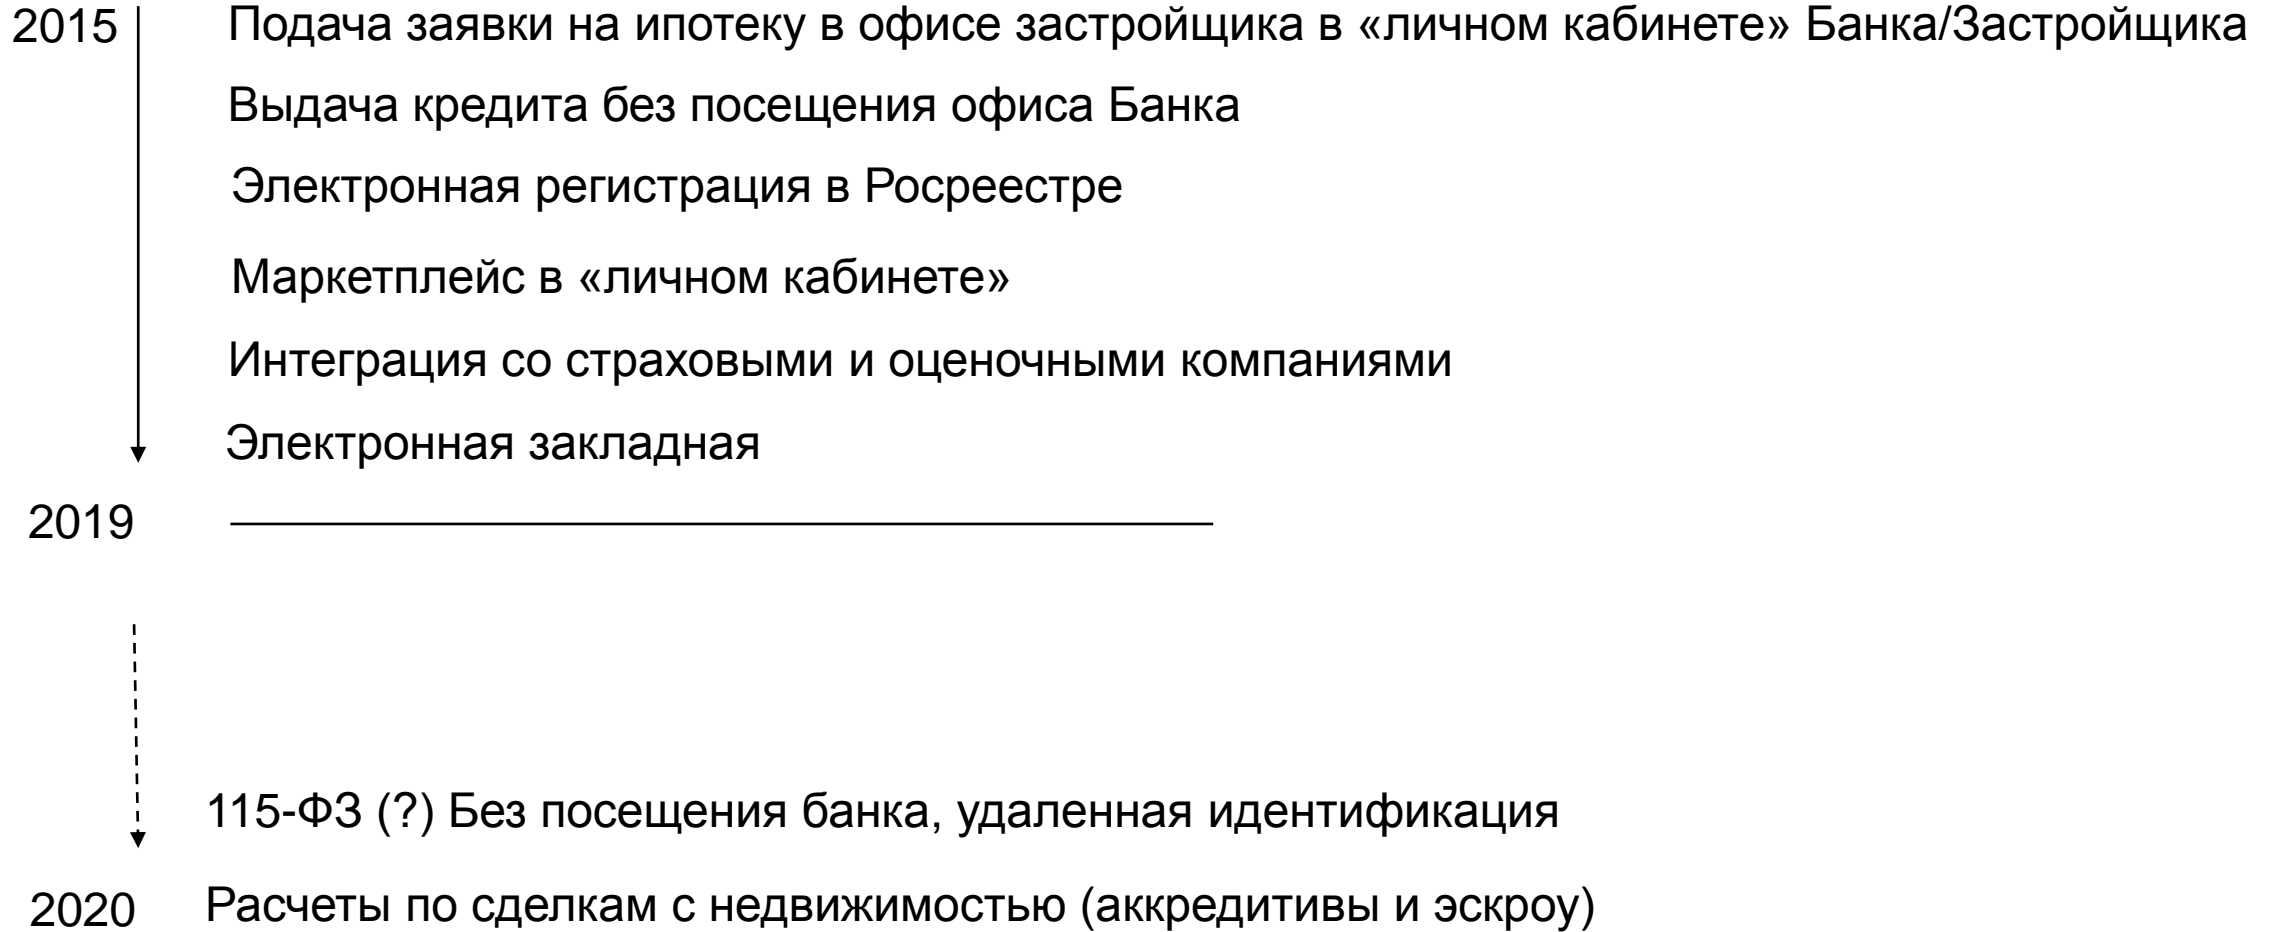 2015 Подача заявки на ипотеку в офисе застройщика в «личном кабинете» Банка/Застройщика
Выдача кредита без посещения офиса Банка
Электронная регистрация в Росреестре
Маркетплейс в «личном кабинете»
Интеграция со страховыми и оценочными компаниями
Электронная закладная
2019
115-ФЗ (?) Без посещения банка, удаленная идентификация
2020 Расчеты по сделкам с недвижимостью (аккредитивы и эскроу)